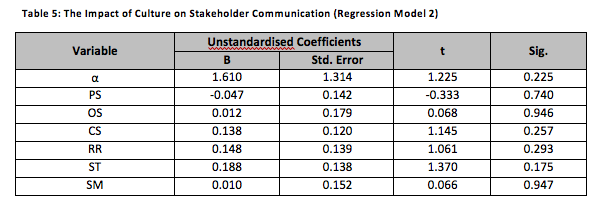 Table 5: The Impact of Culture on Stakeholder Communication (Regression Model 2)
Variable Unstandardised Coefficients t Sig.
B Std. Error
α 1.610 1.314 1.225 0.225
PS -0.047 0.142 -0.333 0.740
OS 0.012 0.179 0.068 0.946
CS 0.138 0.120 1.145 0.257
RR 0.148 0.139 1.061 0.293
ST 0.188 0.138 1.370 0.175
SM 0.010 0.152 0.066 0.947